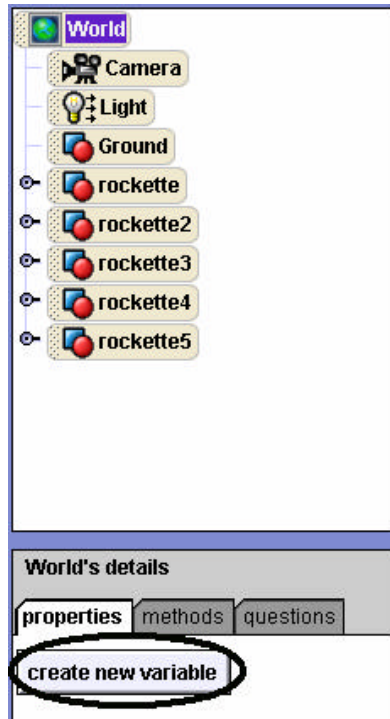 World
Camera
Light
Ground
rockette
rockette2
rockette3
rockette4
rockette5
World's details
properties methods questions
create new variable